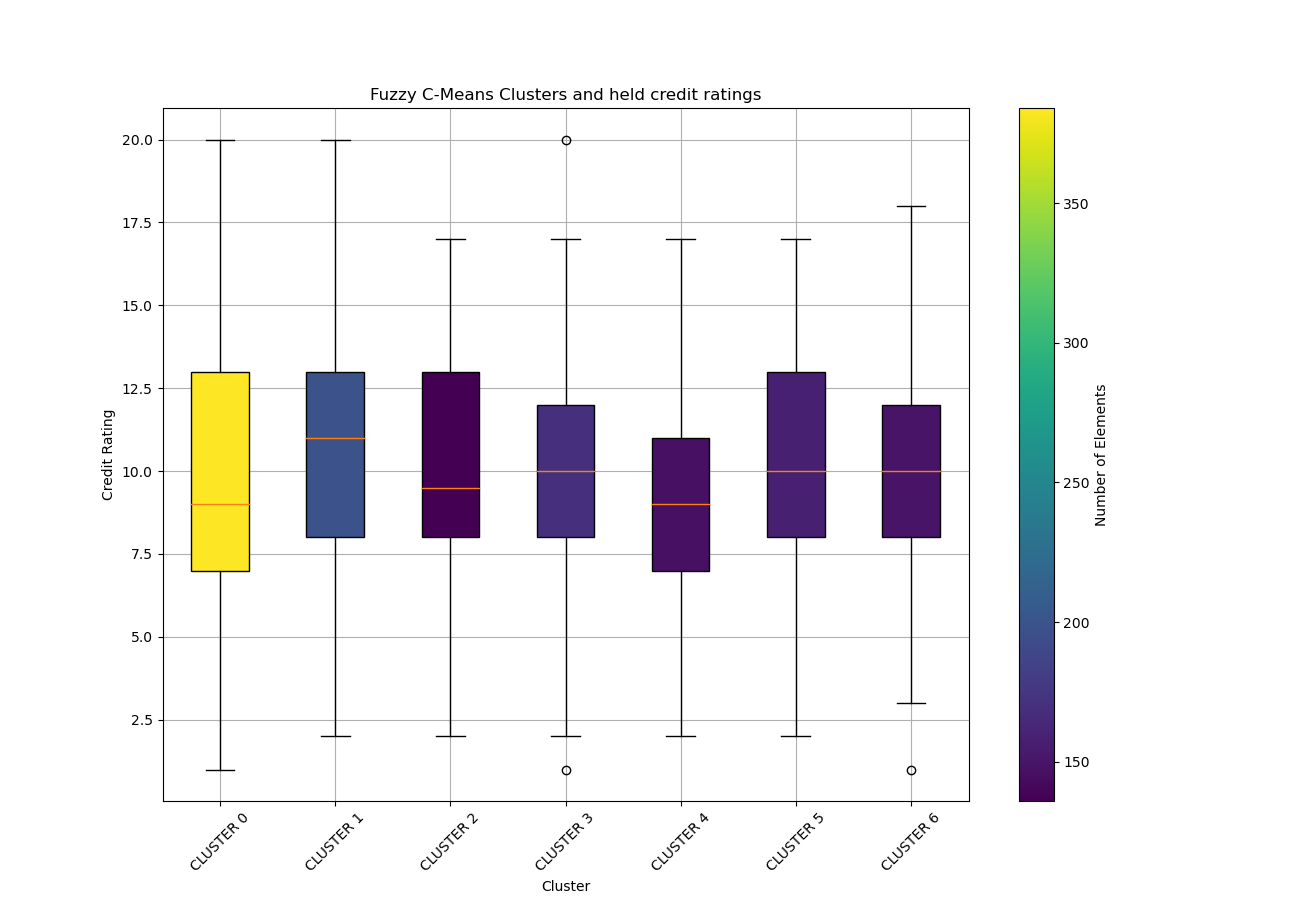 Fuzzy C-Means Clusters and held credit ratings
20.0
17.5
15.0
12.5
10.0
7.5
5.0
2.5
Credit Rating
CLUSTER 0
CLUSTER 1
CLUSTER 2
CLUSTER 3
CLUSTER 4
CLUSTER 5
CLUSTER 6
Cluster
350
300
250
200
150
Number of Elements